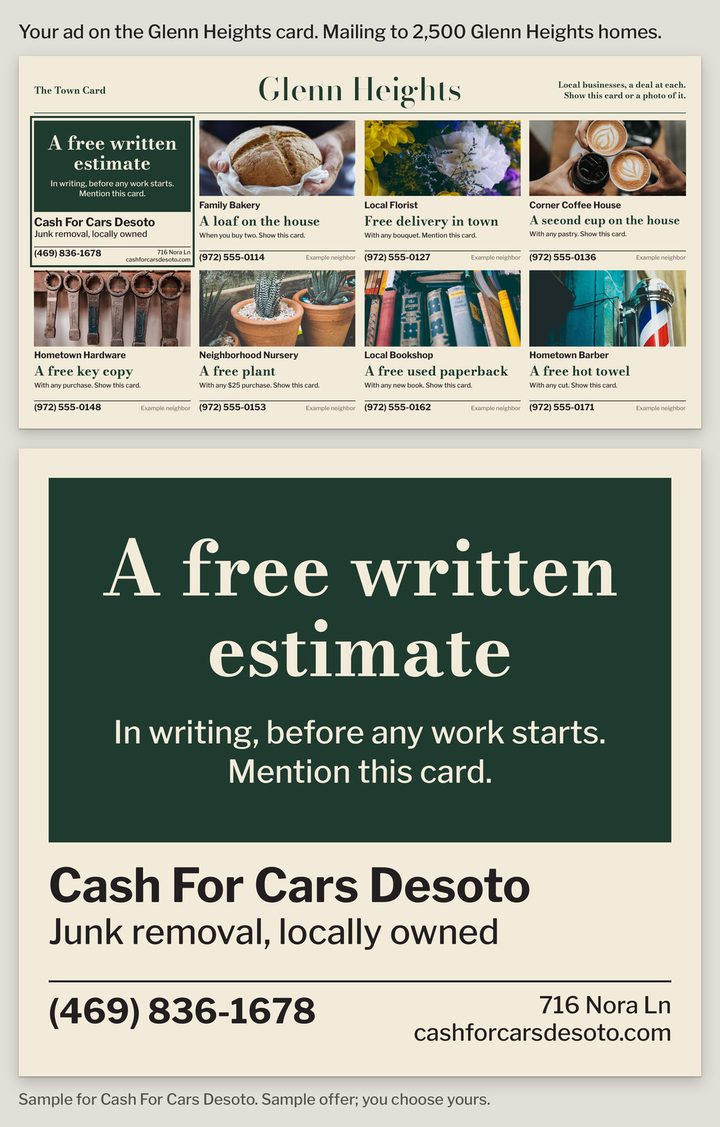 Your ad on the Glenn Heights card. Mailing to 2,500 Glenn Heights homes.
The Town Card
Glenn Heights
Local businesses, a deal at each.
Show this card or a photo of it.
A free written
estimate
In writing, before any work starts.
Mention this card.
Cash For Cars Desoto
Junk removal, locally owned
(469) 836-1678
716 Nora Ln
cashforcarsdesoto.com
Family Bakery
A loaf on the house
When you buy two. Show this card.
(972) 555-0114
Example neighbor
Local Florist
Free delivery in town
With any bouquet. Mention this card.
(972) 555-0127
Example neighbor
Corner Coffee House
A second cup on the house
With any pastry. Show this card.
(972) 555-0136
Example neighbor
Hometown Hardware
A free key copy
With any purchase. Show this card.
(972) 555-0148
Example neighbor
Neighborhood Nursery
A free plant
With any $25 purchase. Show this card.
(972) 555-0153
Example neighbor
Local Bookshop
A free used paperback
With any new book. Show this card.
(972) 555-0162
Example neighbor
Hometown Barber
A free hot towel
With any cut. Show this card.
(972) 555-0171
Example neighbor
A free written
estimate
In writing, before any work starts.
Mention this card.
Cash For Cars Desoto
Junk removal, locally owned
(469) 836-1678
716 Nora Ln
cashforcarsdesoto.com
Sample for Cash For Cars Desoto. Sample offer; you choose yours.